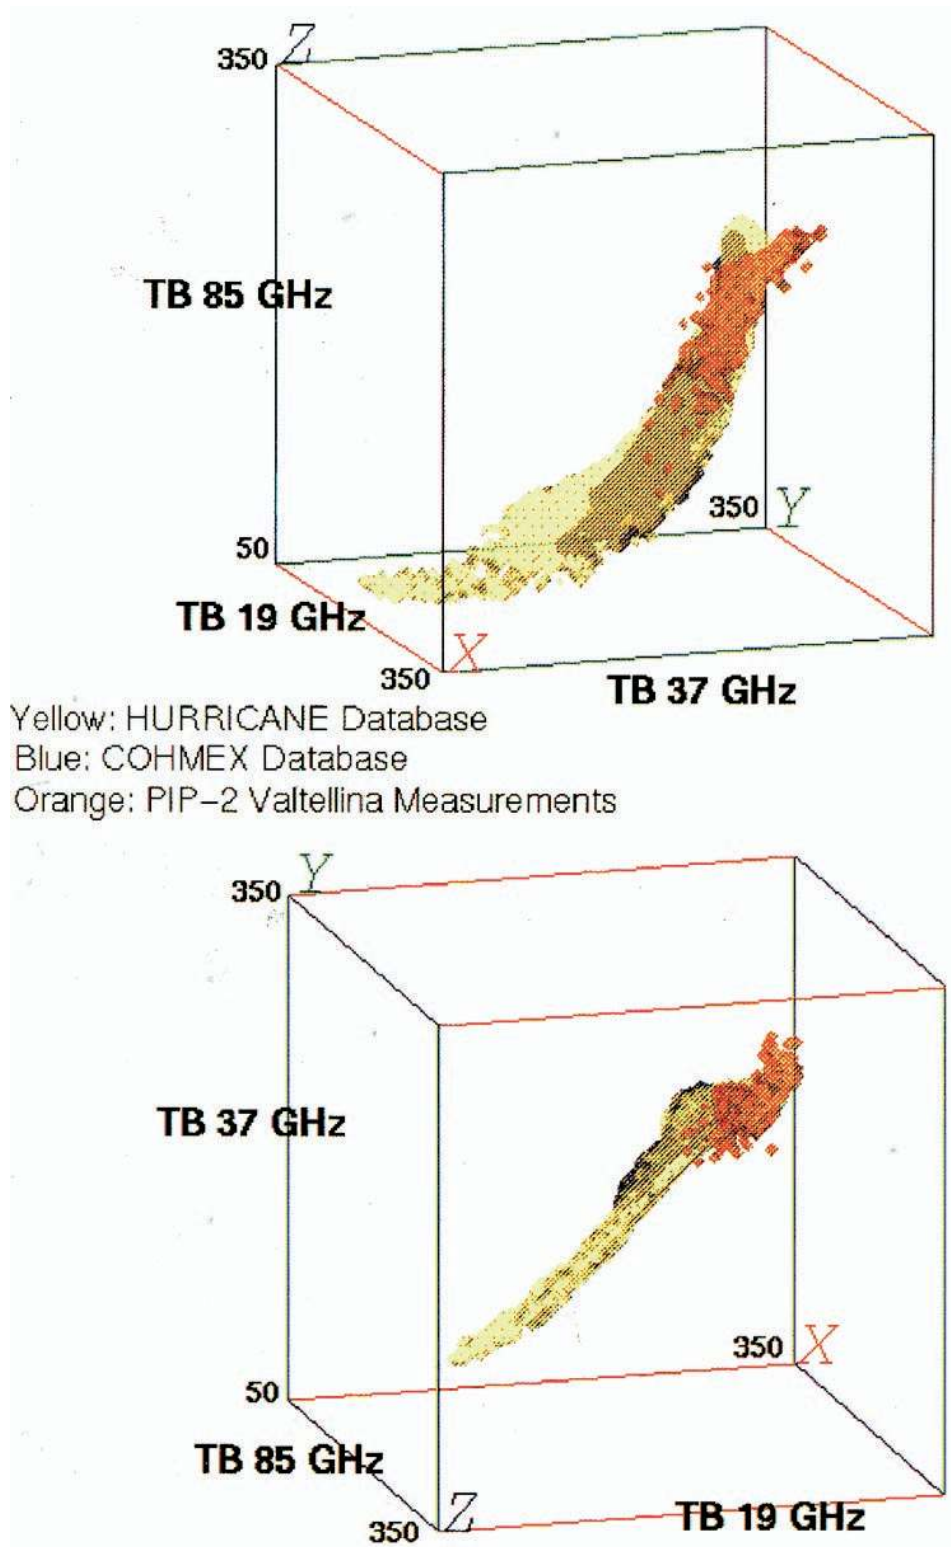 Z
350
TB 85 GHz
350 Y
50
TB 19 GHz
X
350
TB 37 GHz
Yellow: HURRICANE Database
Blue: COHMEX Database
Orange: PIP-2 Valtellina Measurements
Y
350
TB 37 GHz
350 X
50
TB 85 GHz
Z
350
TB 19 GHz